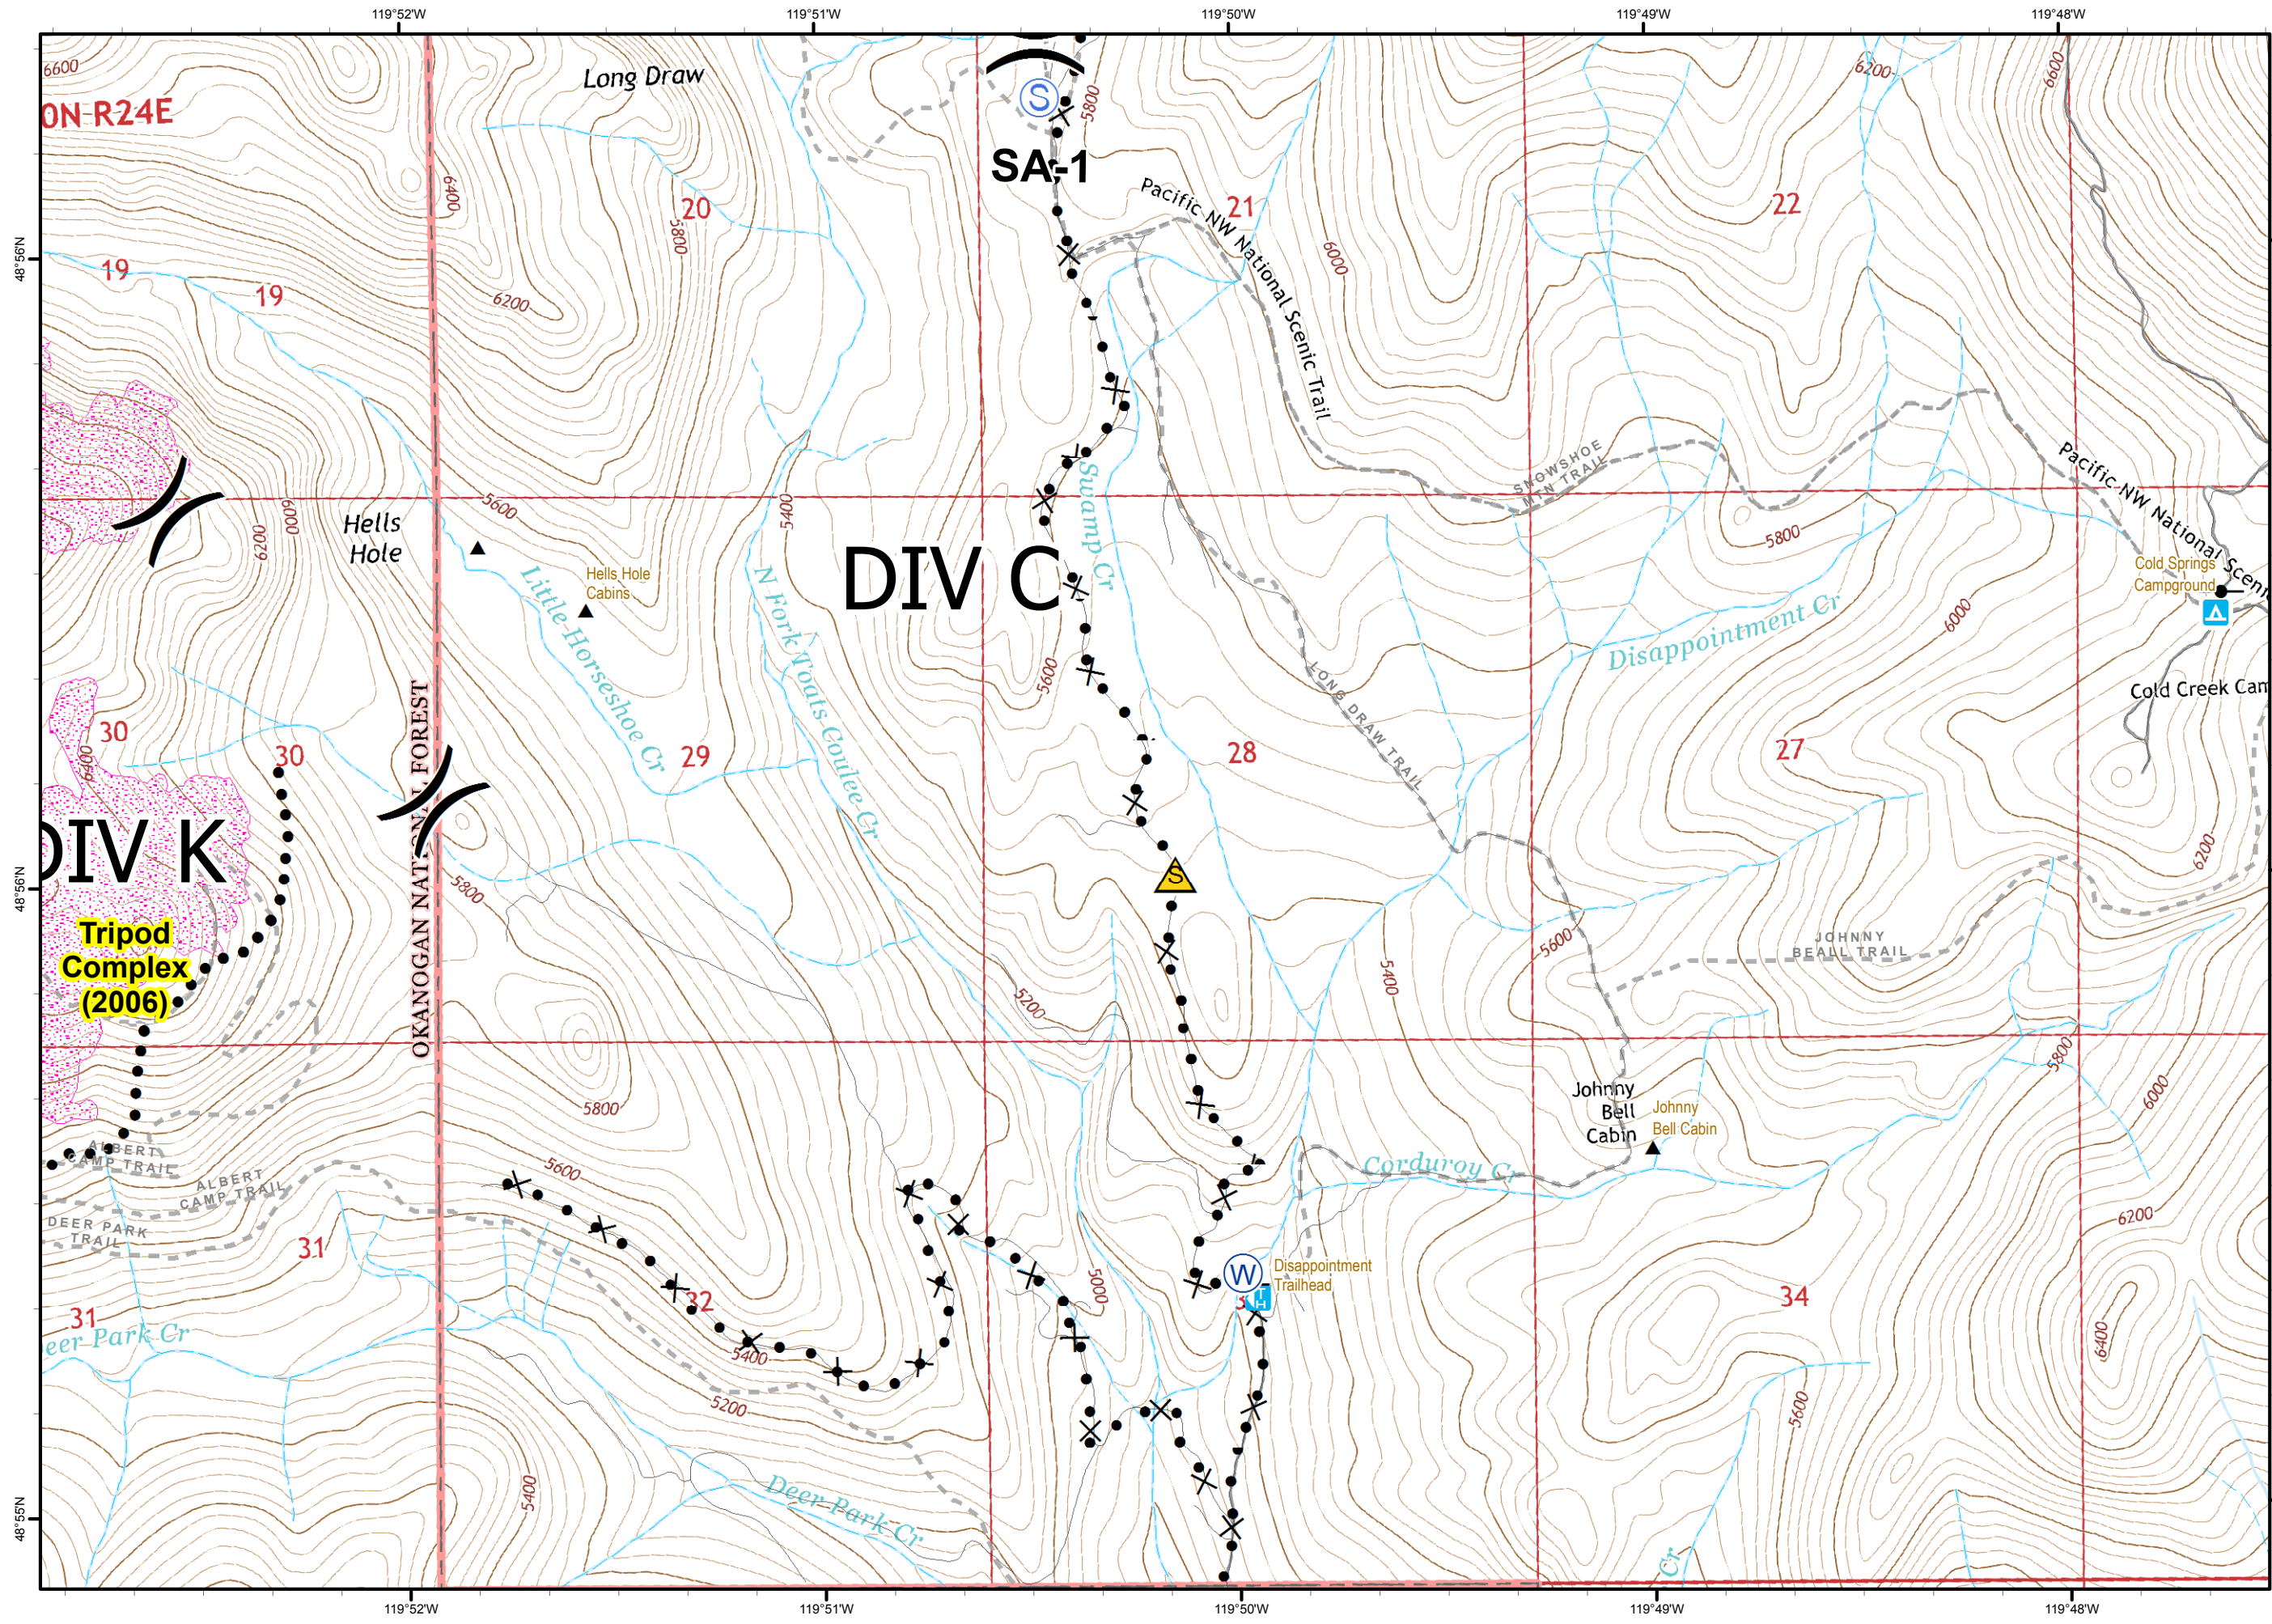 119°52'W
119°51'W
119°50'W
119°49'W
119°48'W
6600
Long Draw
6200
6600
0N R24E
S
5800
SA-1
6400
20
5800
Pacific NW National Scenic Trail
21
22
48°56'N
19
19
6200
6000
SNOWSHOE
MTN TRAIL
Pacific NW National Sceni
5600
5400
6200
6000
Hells
Hole
Swamp Cr
5800
DIV C
Hells Hole
Cabins
Little Horseshoe Cr
N Fork Toats Coulee Cr
Cold Springs
Campground
Disappointment Cr
6000
5600
LONG DRAW TRAIL
Cold Creek Cam
30
30
6400
29
28
27
OKANOGAN NATIONAL FOREST
DIV K
S
48°56'N
5800
6200
Tripod
Complex
(2006)
5600
JOHNNY
BEALL TRAIL
5400
5200
5800
6000
5800
Johnny
Bell
Cabin
Johnny
Bell Cabin
ALBERT
CAMP TRAIL
ALBERT
CAMP TRAIL
5600
Corduroy Cr
DEER PARK
TRAIL
6200
31
31
32
5000
W
Disappointment
Trailhead
TH
3
34
eer Park Cr
5400
6400
5200
5600
5400
Deer Park Cr
48°55'N
Cr
119°52'W
119°51'W
119°50'W
119°49'W
119°48'W